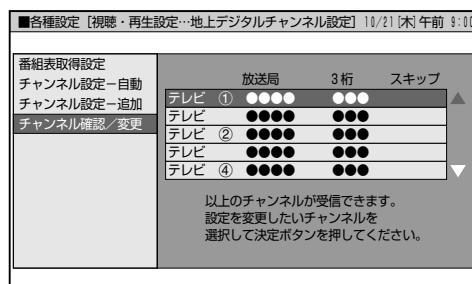 ■各種設定［視聴・再生設定…地上デジタルチャンネル設定］ 10/21[木]午前 9:00
番組表取得設定
チャンネル設定－自動
チャンネル設定－追加
チャンネル確認／変更
放送局 3桁 スキップ
テレビ ① ●●●● ●●●
テレビ ●●●● ●●●
テレビ ② ●●●● ●●●
テレビ ●●●● ●●●
テレビ ④ ●●●● ●●●
以上のチャンネルが受信できます。
設定を変更したいチャンネルを
選択して決定ボタンを押してください。